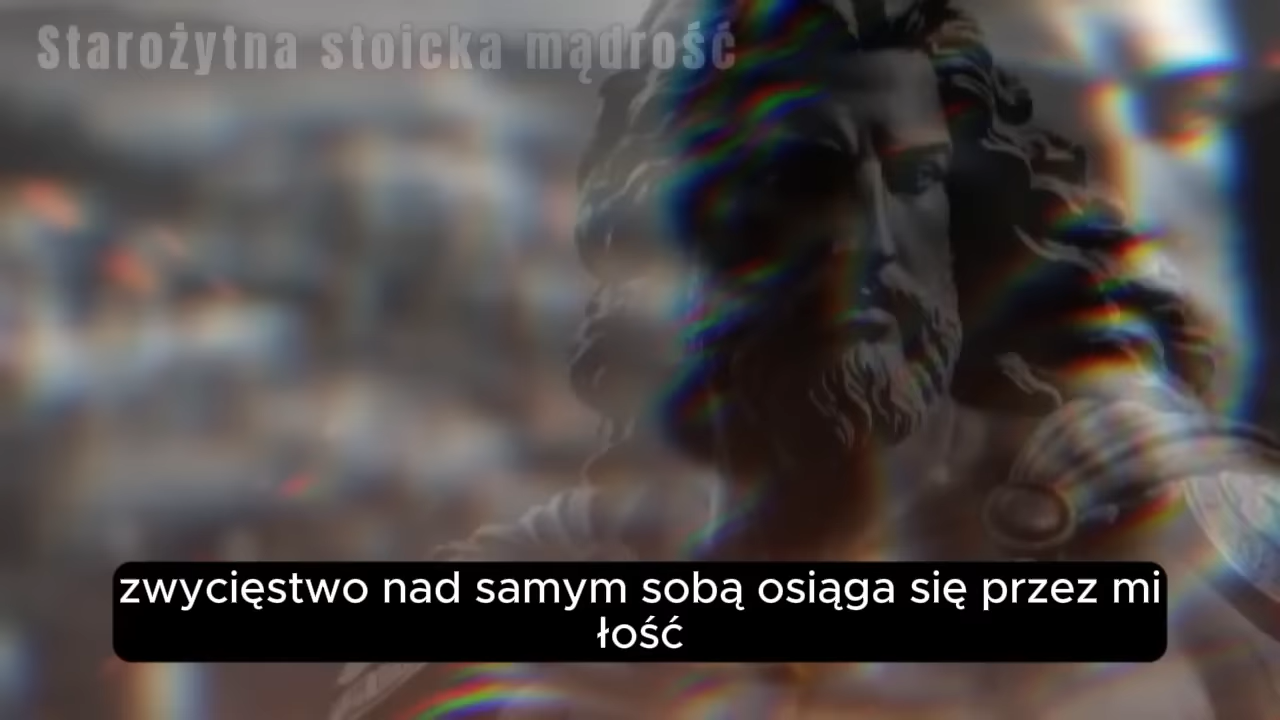 Starożytna stoicka mądrość
zwycięstwo nad samym sobą osiąga się przez mi
łość